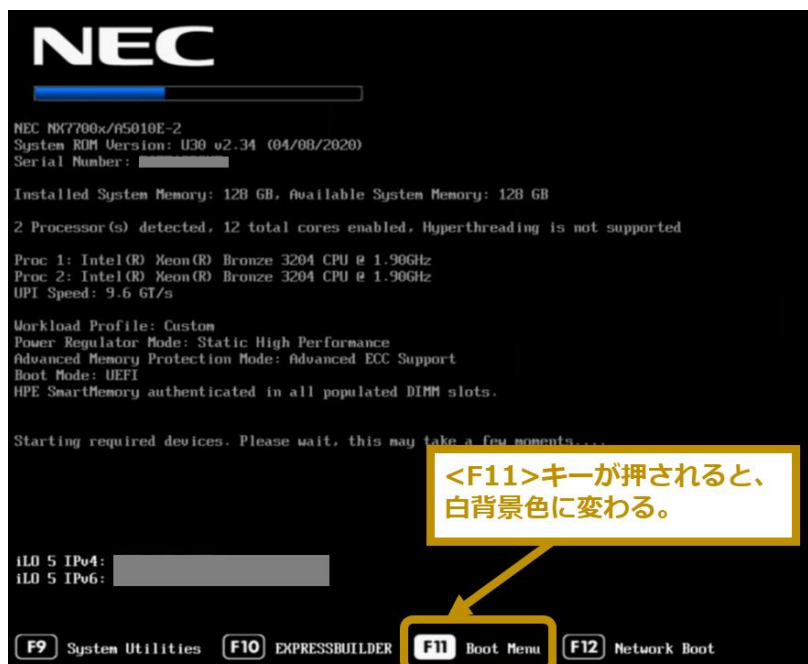 NEC
NEC NX7700x/A5010E-2
System ROM Version: U30 v2.34 (04/08/2020)
Serial Number:
Installed System Memory: 128 GB, Available System Memory: 128 GB
2 Processor(s) detected, 12 total cores enabled, Hyperthreading is not supported
Proc 1: Intel(R) Xeon(R) Bronze 3204 CPU @ 1.90GHz
Proc 2: Intel(R) Xeon(R) Bronze 3204 CPU @ 1.90GHz
UPI Speed: 9.6 GT/s
Workload Profile: Custom
Power Regulator Mode: Static High Performance
Advanced Memory Protection Mode: Advanced ECC Support
Boot Mode: UEFI
HPE SmartMemory authenticated in all populated DIMM slots.
Starting required devices. Please wait, this may take a few moments....
<F11>キーが押されると、
白背景色に変わる。
iLO 5 IPv4:
iLO 5 IPv6:
F9 System Utilities F10 EXPRESSBUILDER F11 Boot Menu F12 Network Boot